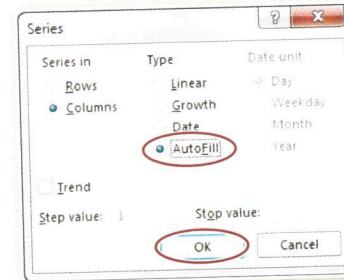 Series
Series in
Type
Date unit
Rows
Linear
Day
Columns
Growth
Weekday
Date
Month
AutoFill
Year
Trend
Step value: 1
Stop value:
OK
Cancel